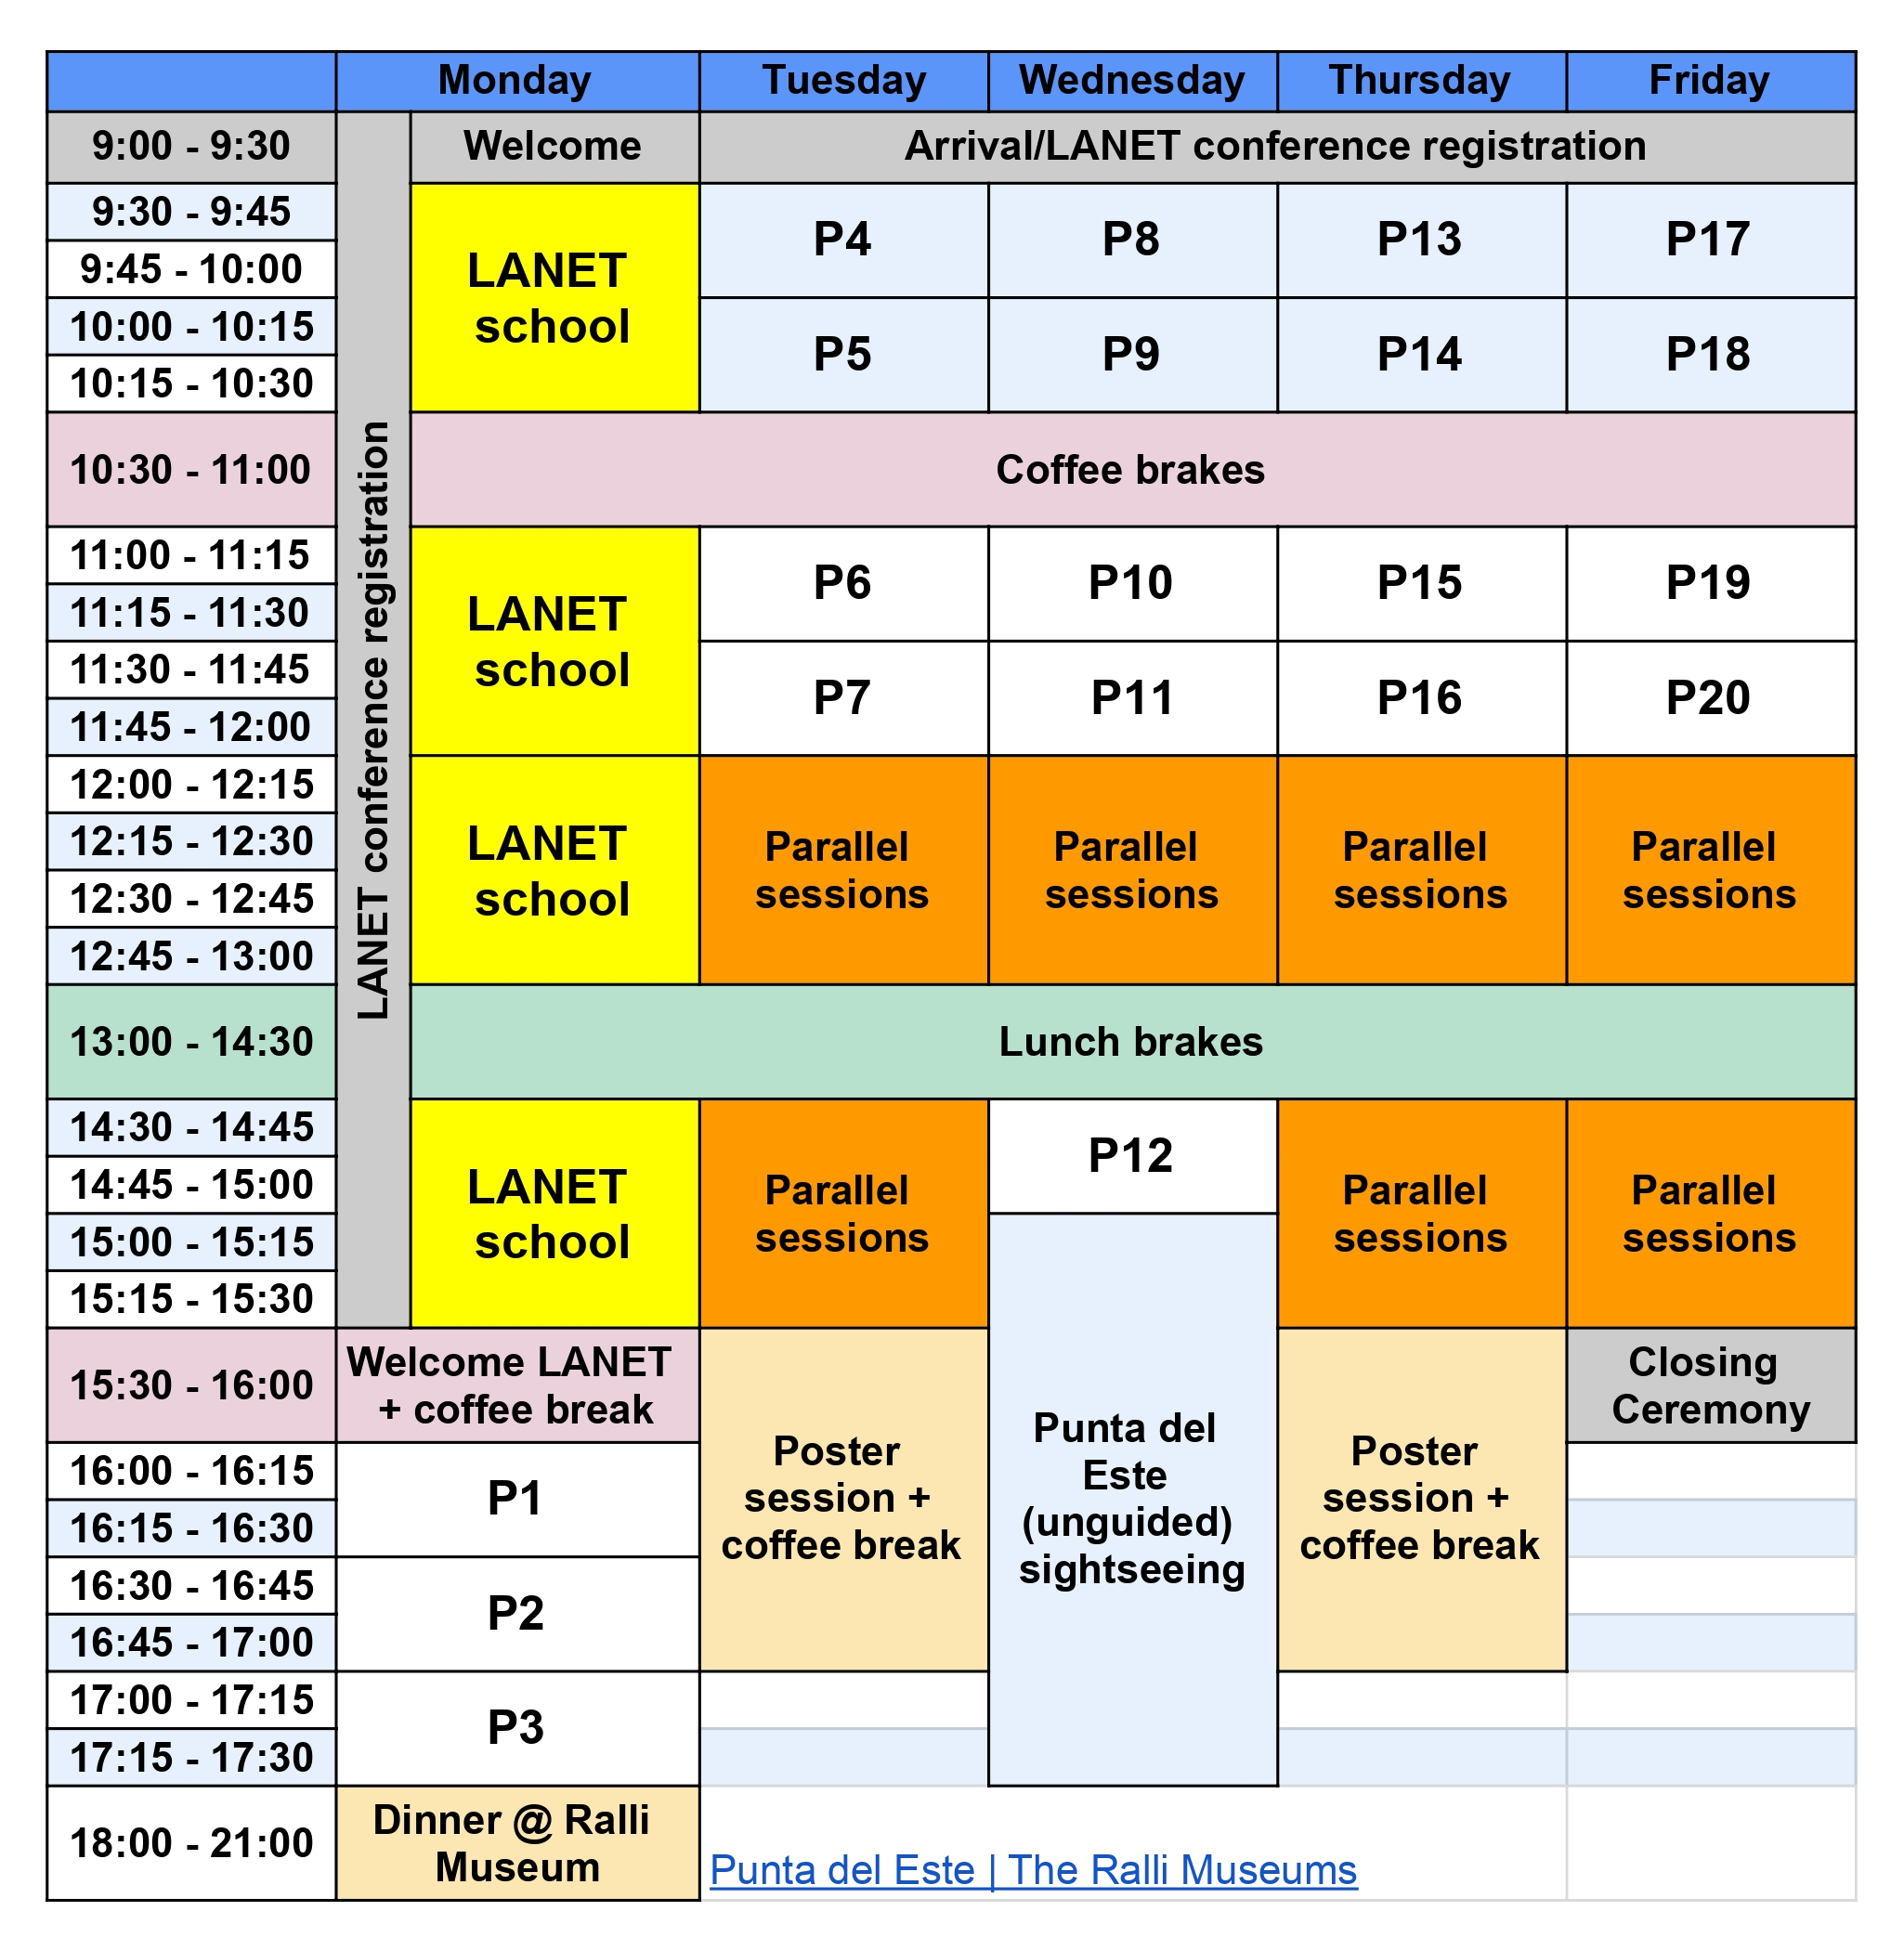 Monday Tuesday Wednesday Thursday Friday
9:00 - 9:30 Welcome Arrival/LANET conference registration
LANET conference registration
9:30 - 9:45
9:45 - 10:00
LANET
school
P4 P8 P13 P17
10:00 - 10:15
10:15 - 10:30
P5 P9 P14 P18
10:30 - 11:00 Coffee brakes
11:00 - 11:15
11:15 - 11:30
LANET
school
P6 P10 P15 P19
11:30 - 11:45
11:45 - 12:00
P7 P11 P16 P20
12:00 - 12:15
12:15 - 12:30
12:30 - 12:45
12:45 - 13:00
LANET
school
Parallel
sessions
Parallel
sessions
Parallel
sessions
Parallel
sessions
13:00 - 14:30 Lunch brakes
14:30 - 14:45
14:45 - 15:00
15:00 - 15:15
15:15 - 15:30
LANET
school
Parallel
sessions
P12
Parallel
sessions
Parallel
sessions
15:30 - 16:00
Welcome LANET
+ coffee break
Poster
session +
coffee break
Punta del
Este
(unguided)
sightseeing
Poster
session +
coffee break
Closing
Ceremony
16:00 - 16:15
16:15 - 16:30
P1
16:30 - 16:45
16:45 - 17:00
P2
17:00 - 17:15
17:15 - 17:30
P3
18:00 - 21:00
Dinner @ Ralli
Museum
Punta del Este | The Ralli Museums